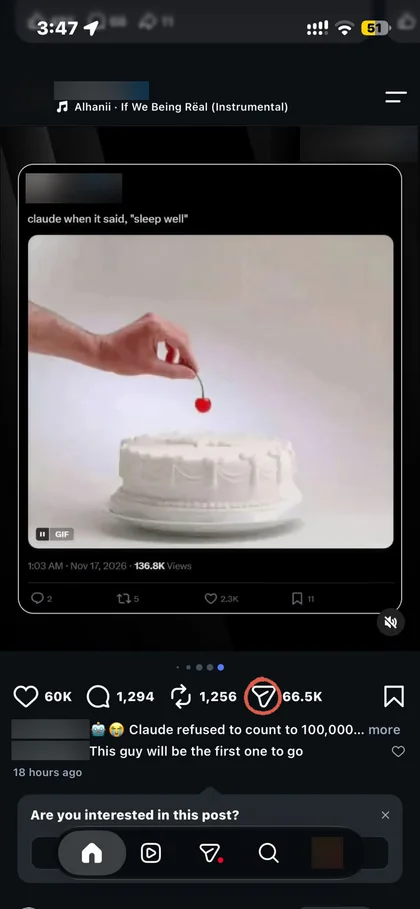 3:47
51
Alhanii · If We Being Rëal (Instrumental)
claude when it said, "sleep well"
GIF
1:03 AM · Nov 17, 2026 · 136.8K Views
2 5 2.3K 11
60K 1,294 1,256 66.5K
Claude refused to count to 100,000... more
This guy will be the first one to go
18 hours ago
Are you interested in this post?